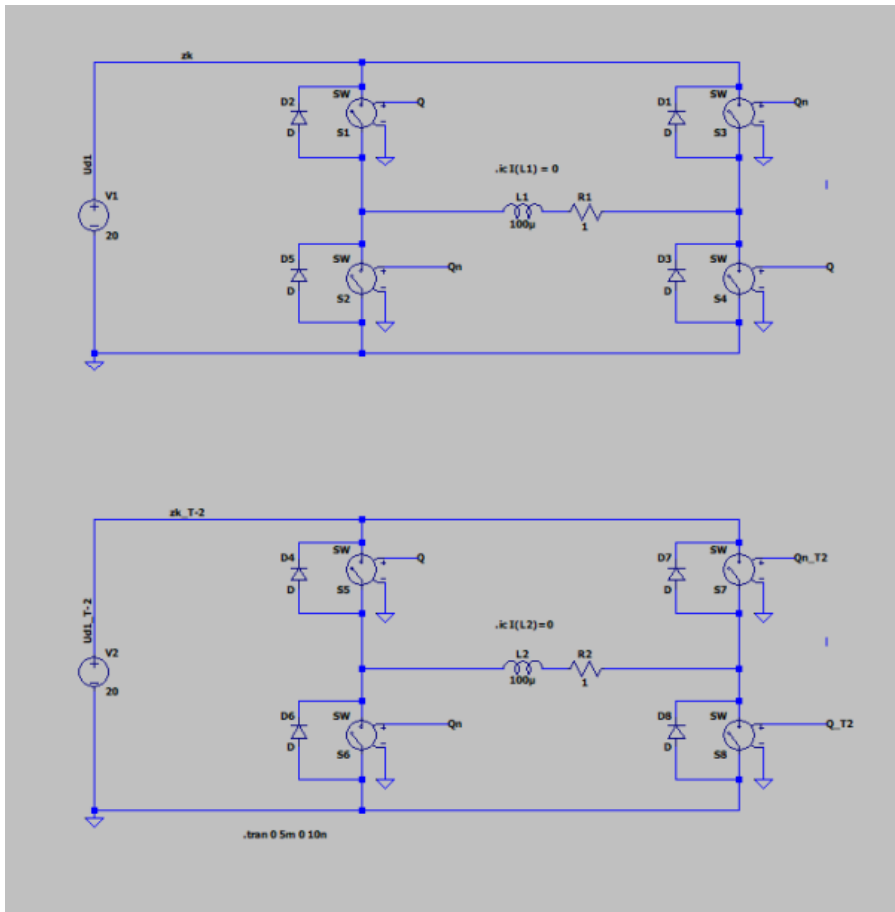 zk
D2 SW Q D1 SW Qn
D S1 D S3
Ud1
.ic I(L1) = 0
V1 L1 R1
20 100µ 1
D5 SW Qn D3 SW Q
D S2 D S4
zk_T-2
D4 SW Q D7 SW Qn_T2
D S5 D S7
Ud1_T-2
.ic I(L2)=0
V2 L2 R2
20 100µ 1
D6 SW Qn D8 SW Q_T2
D S6 D S8
.tran 0 5m 0 10n